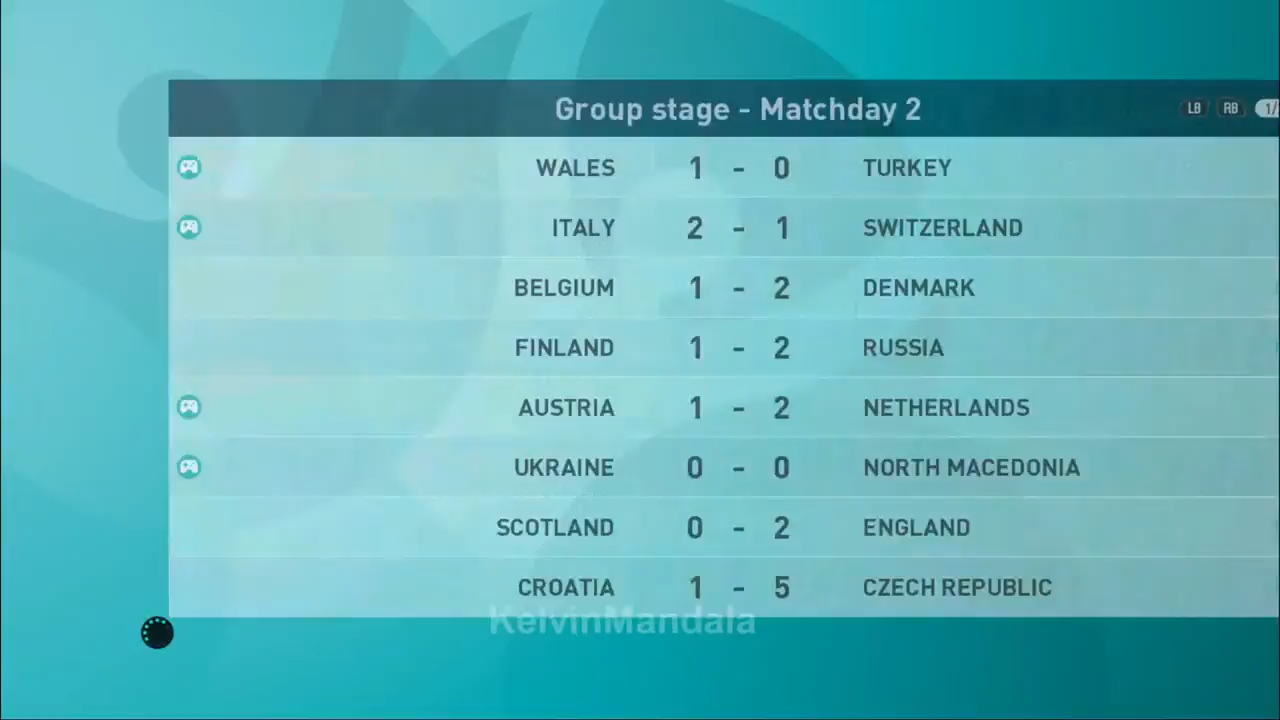 Group stage - Matchday 2 LB RB 1/
WALES 1 - 0 TURKEY
ITALY 2 - 1 SWITZERLAND
BELGIUM 1 - 2 DENMARK
FINLAND 1 - 2 RUSSIA
AUSTRIA 1 - 2 NETHERLANDS
UKRAINE 0 - 0 NORTH MACEDONIA
SCOTLAND 0 - 2 ENGLAND
CROATIA 1 - 5 CZECH REPUBLIC
KelvinMandala